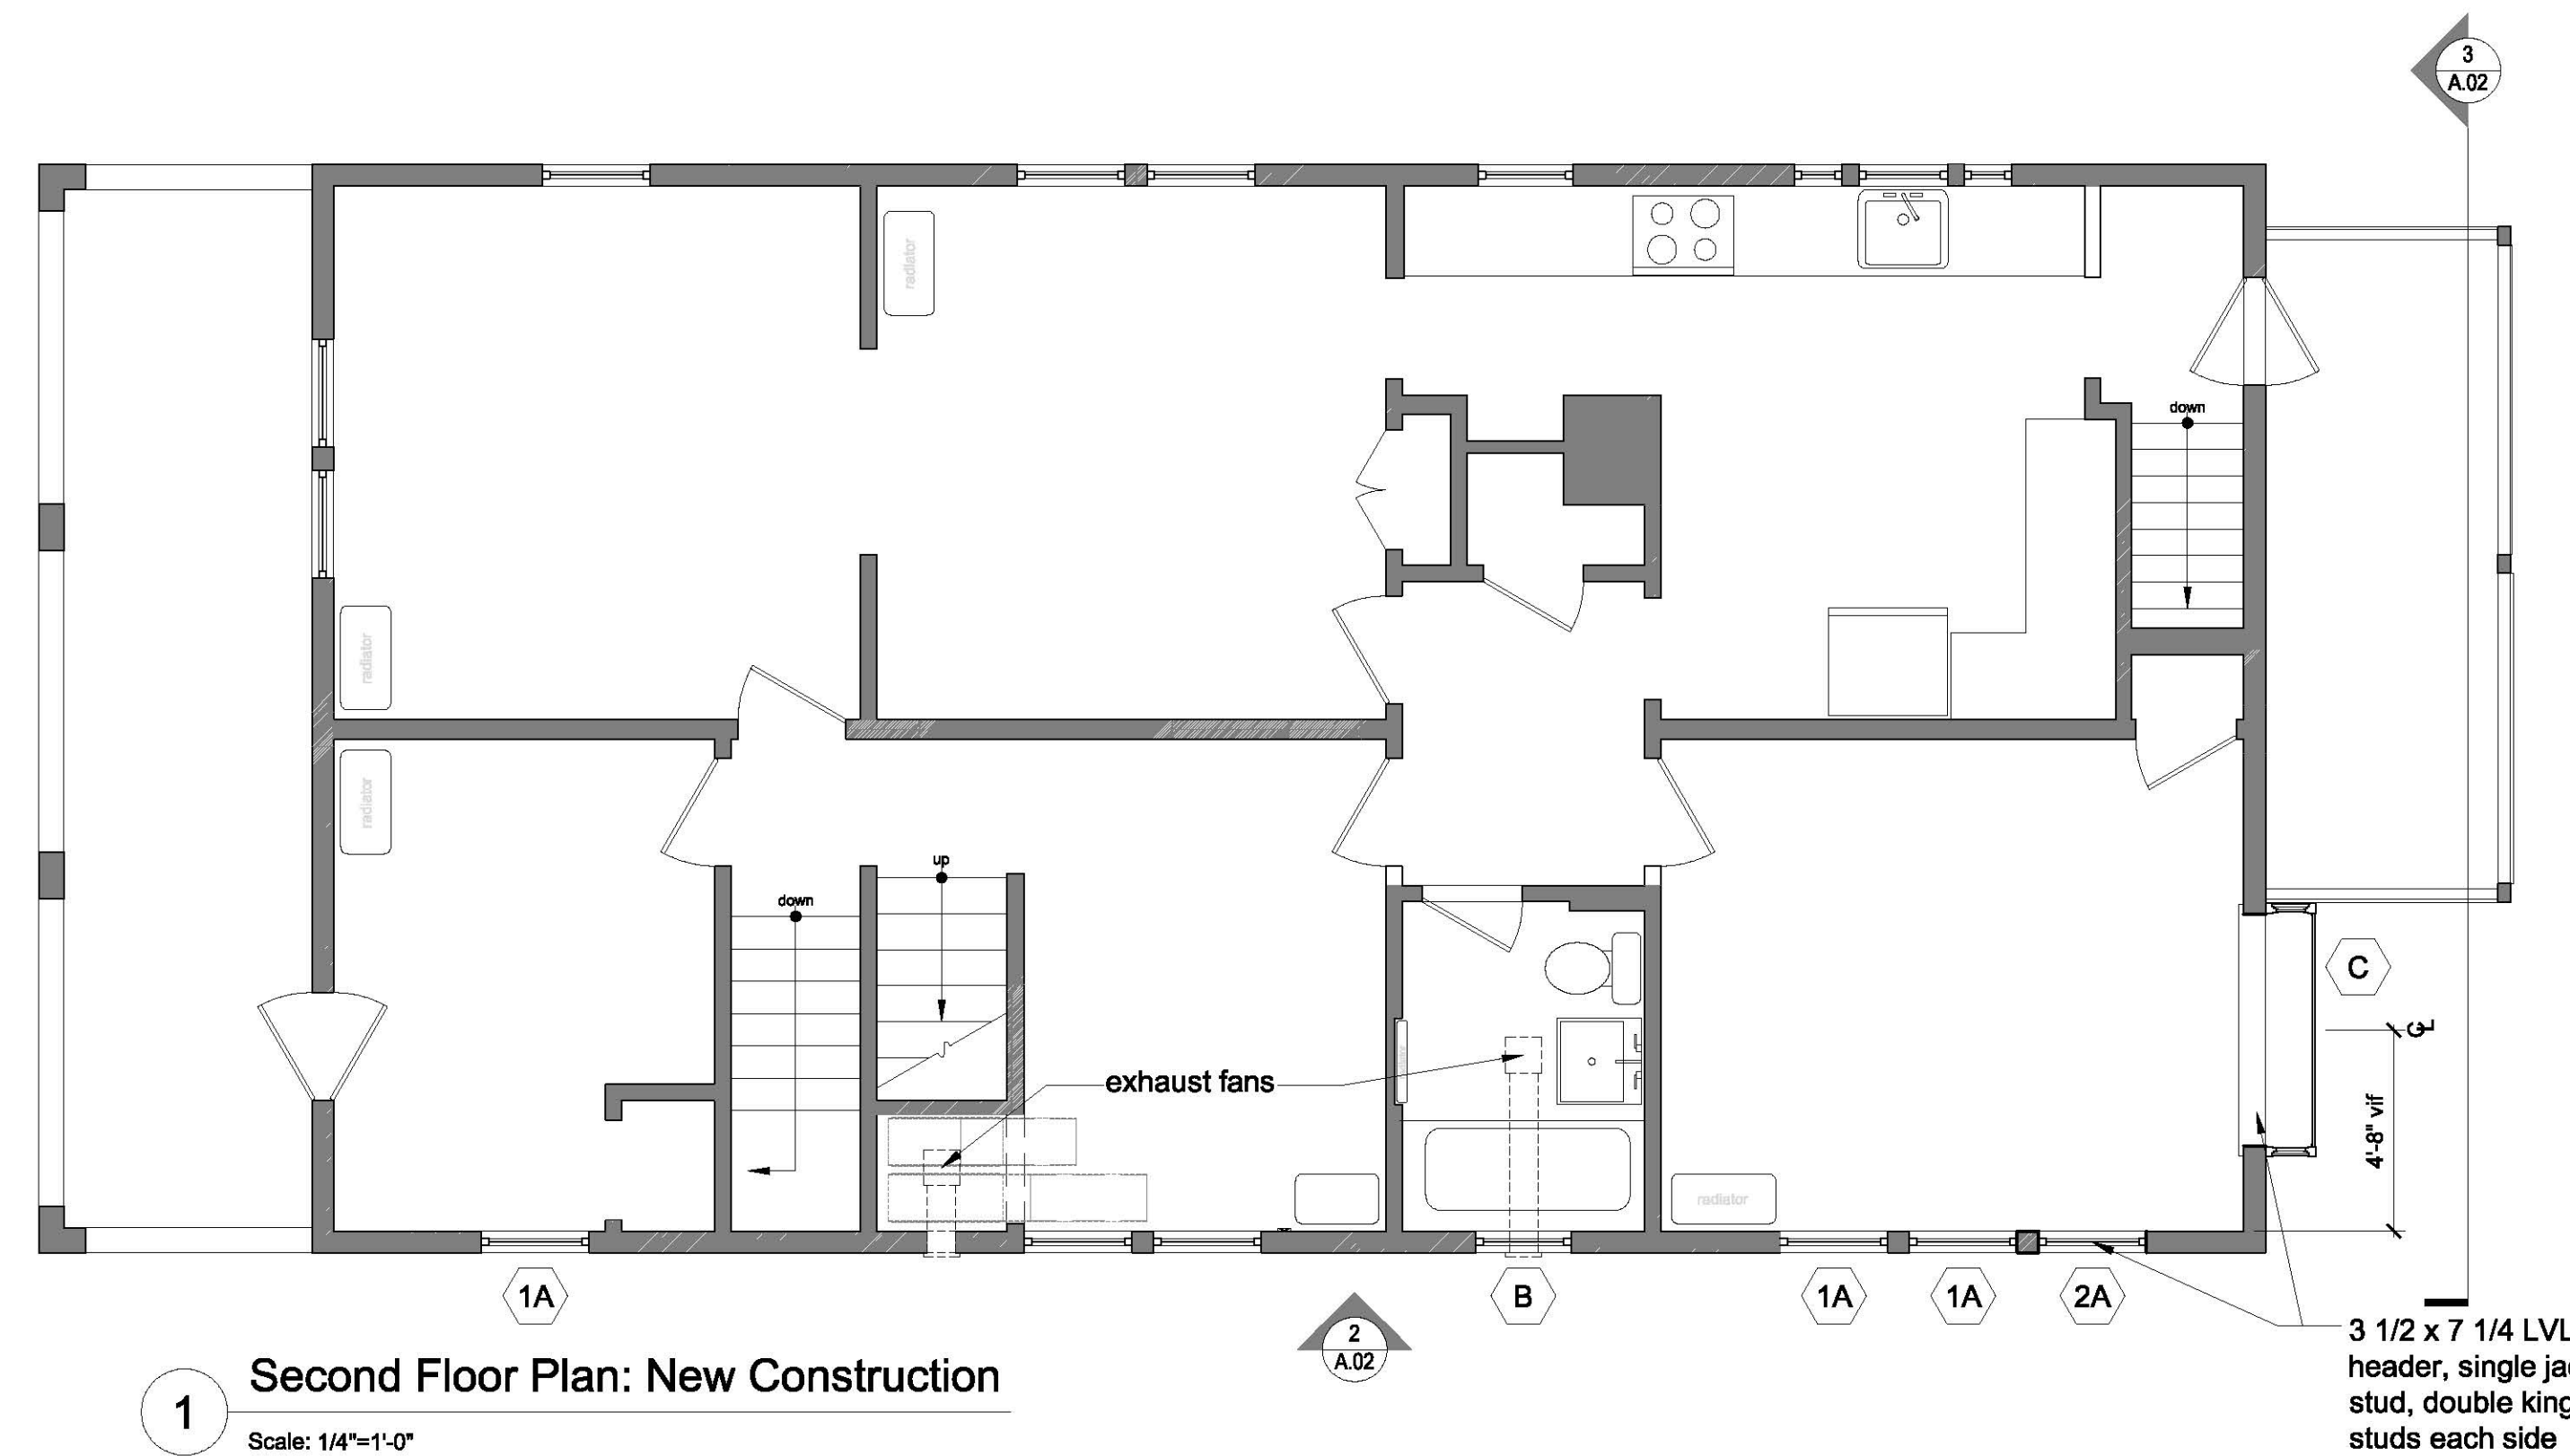 3
A.02
radiator
down
radiator
radiator
up
down
C
CL
exhaust fans
4'-8" vif
radiator
1A
B
1A
1A
2A
2
A.02
3 1/2 x 7 1/4 LVL
header, single
stud, double king
studs each side
1
Second Floor Plan: New Construction
Scale: 1/4"=1'-0"